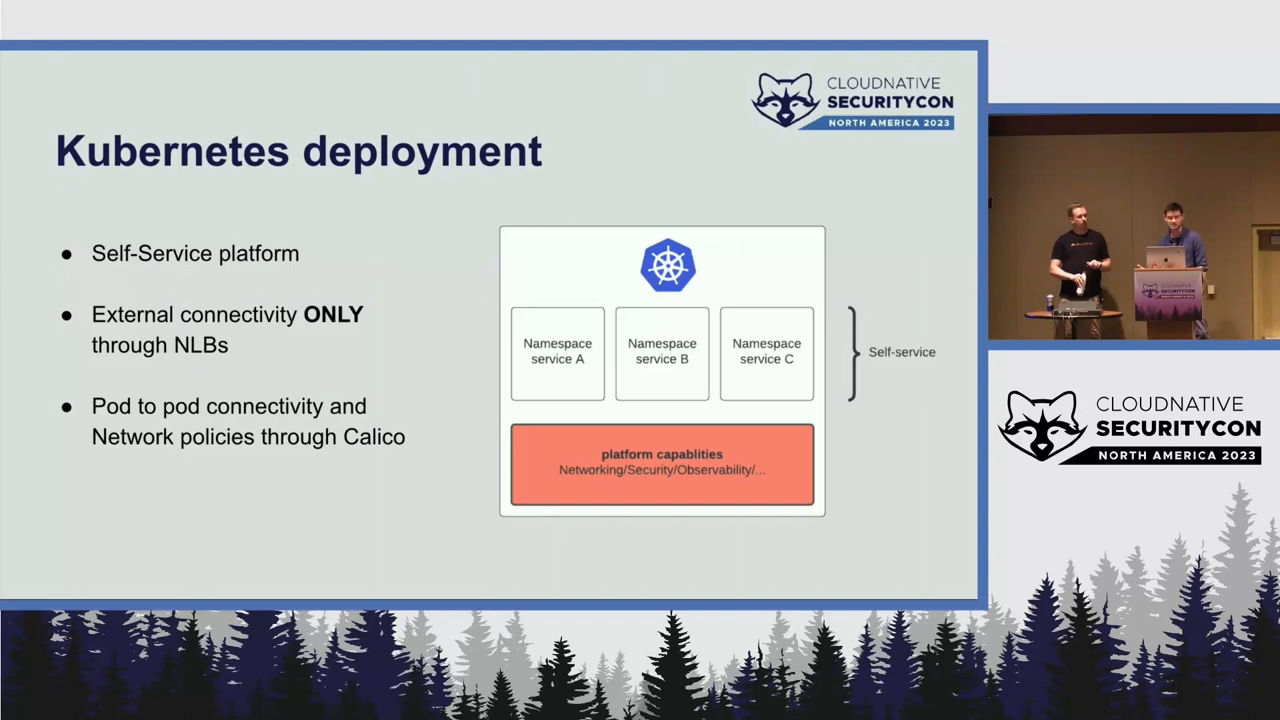 CLOUDNATIVE
SECURITYCON
NORTH AMERICA 2023
Kubernetes deployment
● Self-Service platform
● External connectivity ONLY
through NLBs
● Pod to pod connectivity and
Network policies through Calico
Namespace
service A
Namespace
service B
Namespace
service C
Self-service
platform capablities
Networking/Security/Observability/...
CLOUDNATIVE
SECURITYCON
NORTH AMERICA 2023